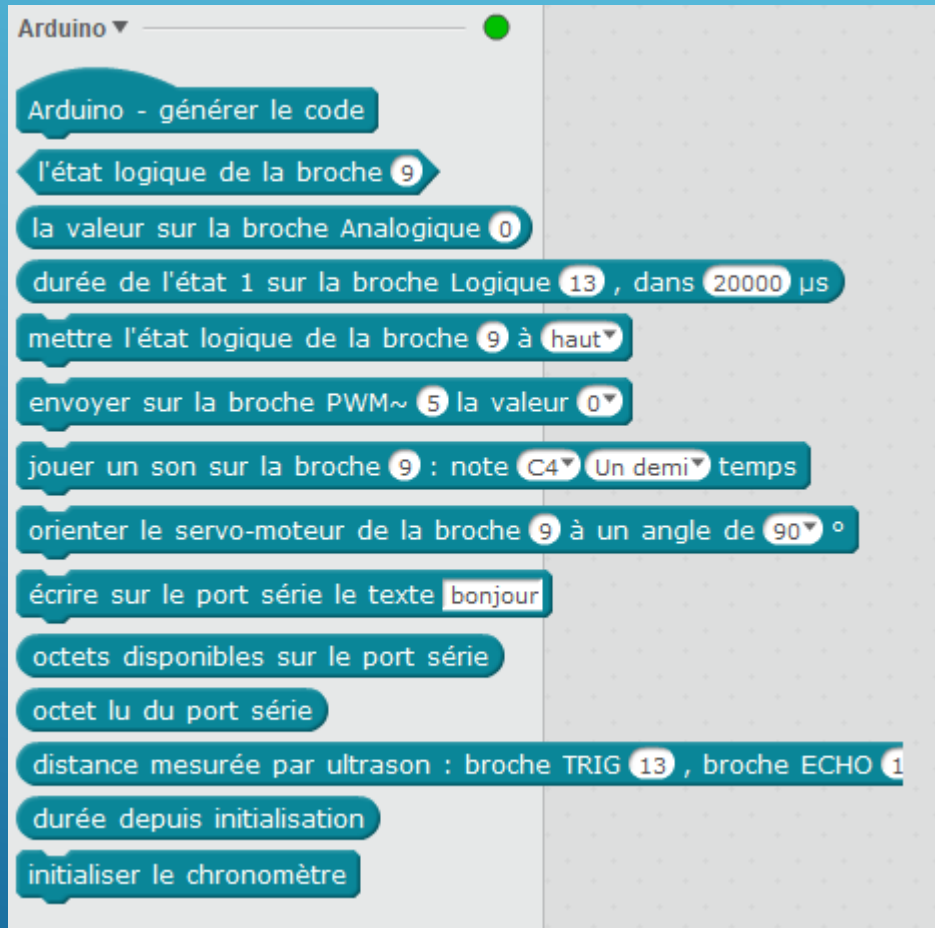 Arduino
Arduino - générer le code
l'état logique de la broche 9
la valeur sur la broche Analogique 0
durée de l'état 1 sur la broche Logique 13 , dans 20000 µs
mettre l'état logique de la broche 9 à haut
envoyer sur la broche PWM~ 5 la valeur 0
jouer un son sur la broche 9 : note C4 Un demi temps
orienter le servo-moteur de la broche 9 à un angle de 90 °
écrire sur le port série le texte bonjour
octets disponibles sur le port série
octet lu du port série
distance mesurée par ultrason : broche TRIG 13 , broche ECHO
durée depuis initialisation
initialiser le chronomètre